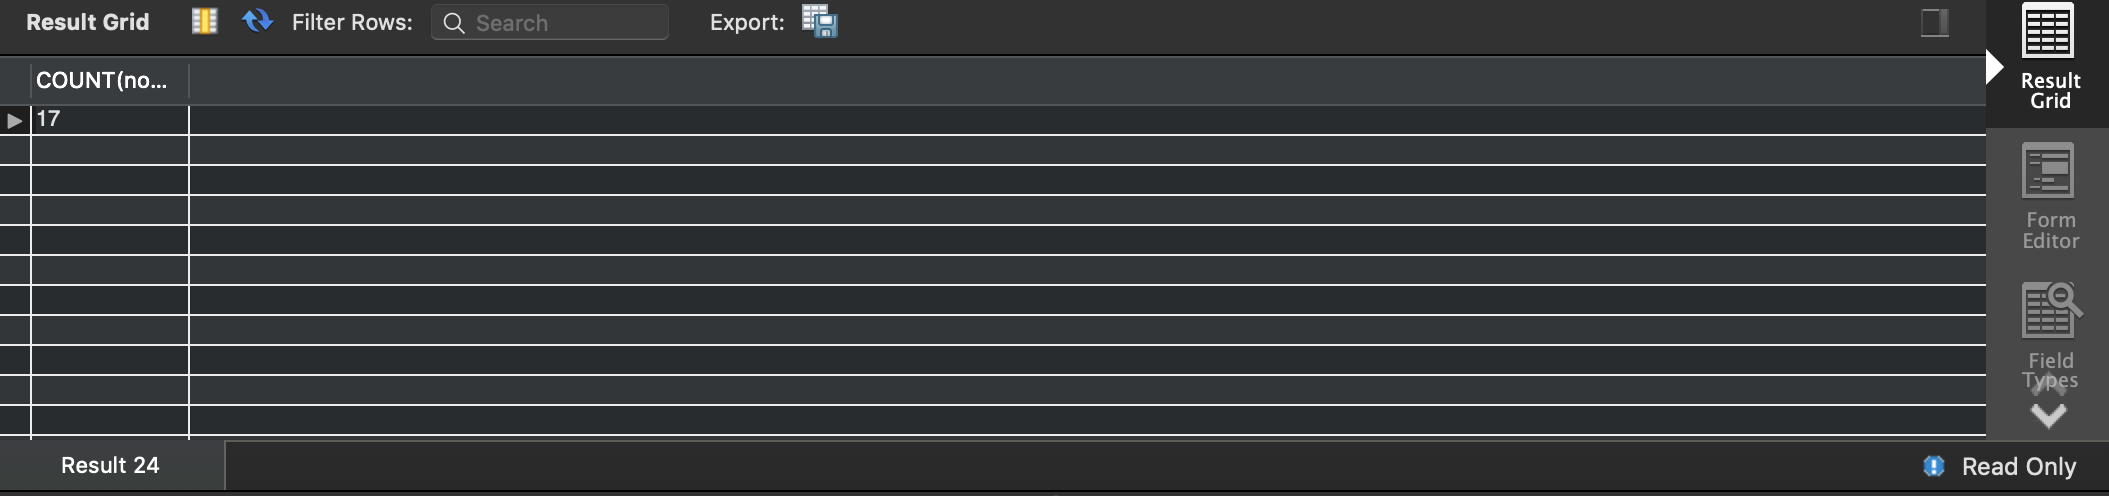 Result Grid Filter Rows: Search Export:
COUNT(no...
17
Result
Grid
Form
Editor
Field
Types
Result 24
Read Only